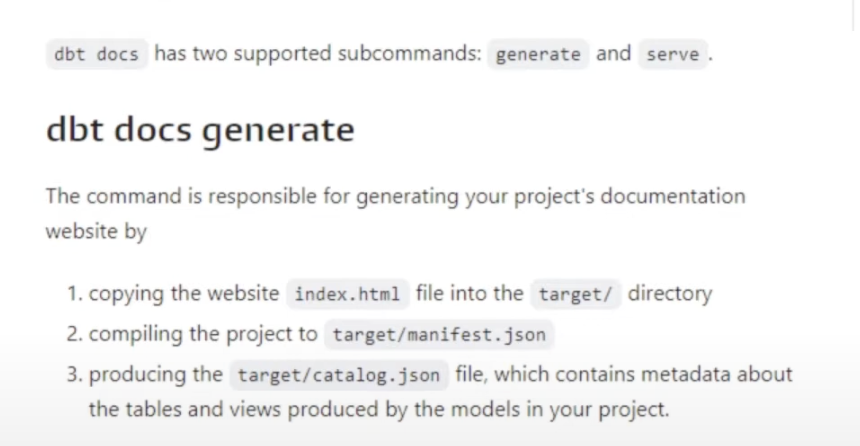 dbt docs has two supported subcommands: generate and serve .
dbt docs generate
The command is responsible for generating your project's documentation
website by
1. copying the website index.html file into the target/ directory
2. compiling the project to target/manifest.json
3. producing the target/catalog.json file, which contains metadata about
the tables and views produced by the models in your project.